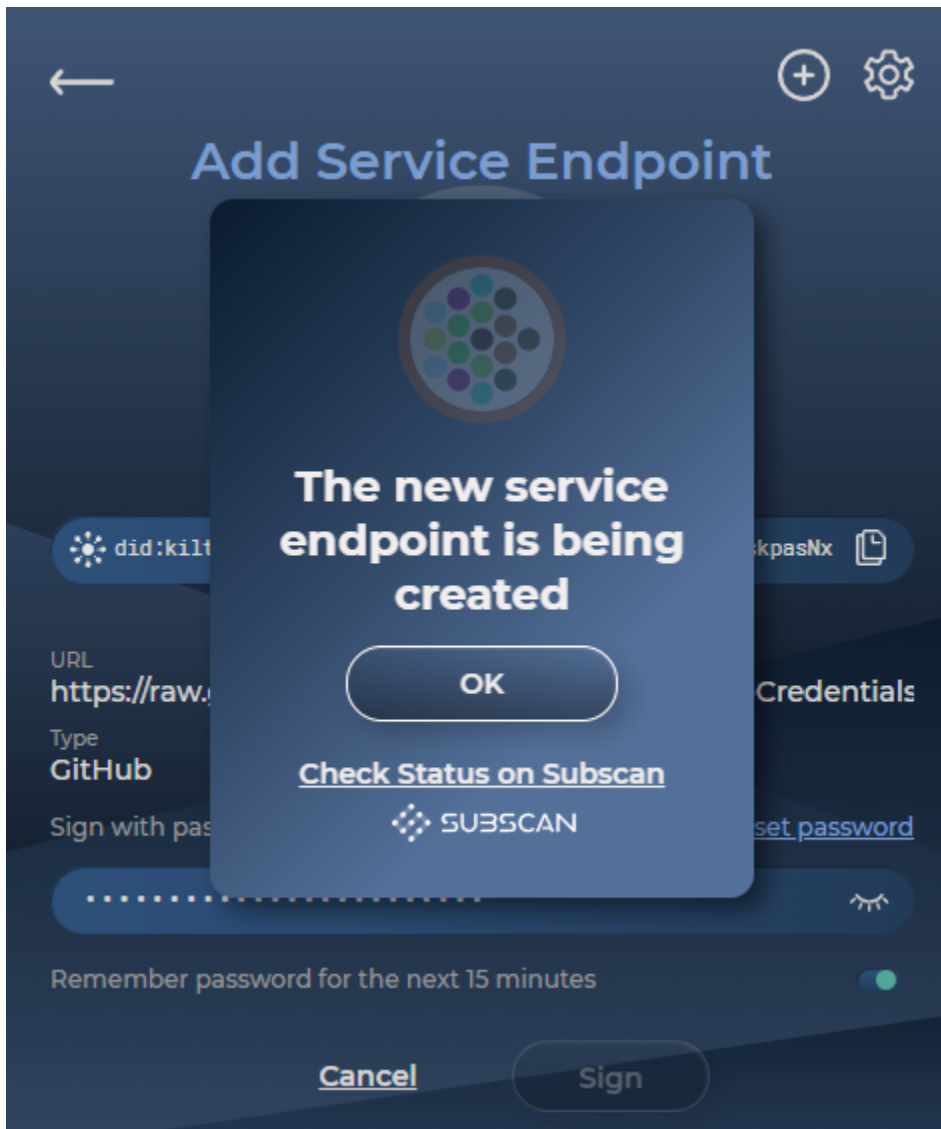 Add Service Endpoint
The new service
endpoint is being
created
did:kilt
kpasNx
OK
URL
https://raw.
Credentials
Type
GitHub
Check Status on Subscan
SUBSCAN
Sign with pas
set password
Remember password for the next 15 minutes
Cancel
Sign